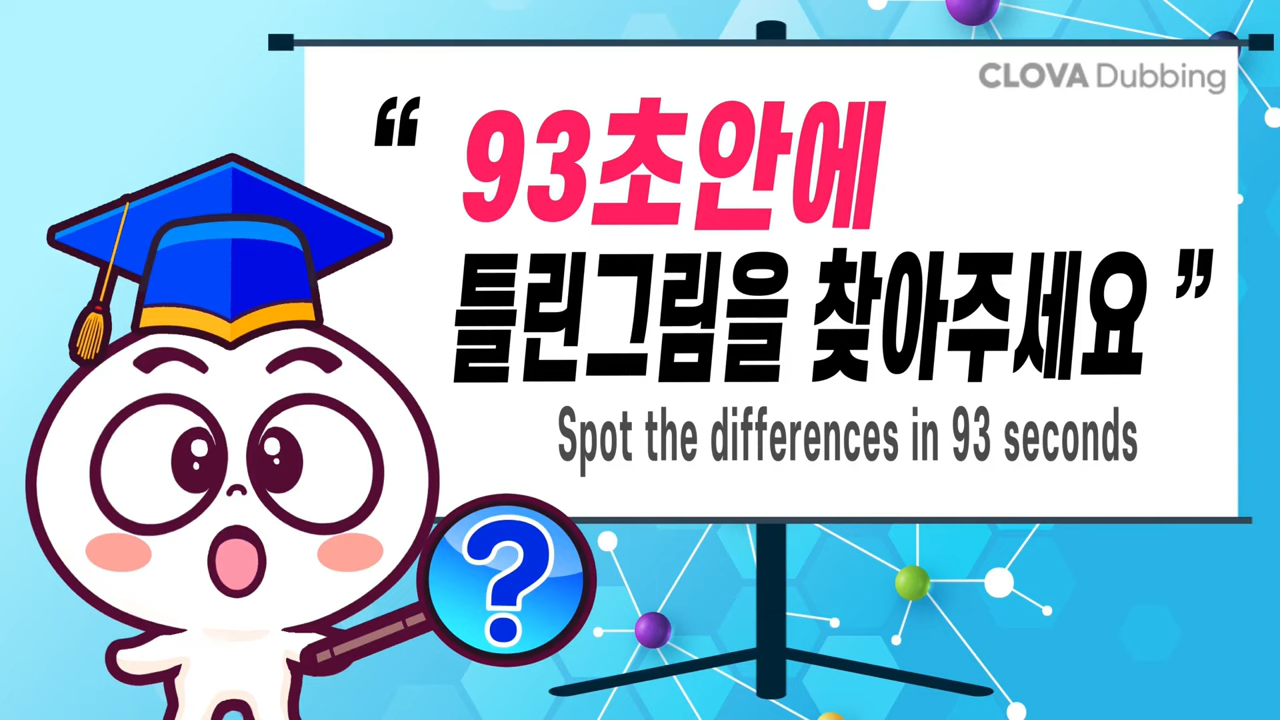 CLOVA Dubbing
“ 93초안에
틀린그림을 찾아주세요 ”
Spot the differences in 93 seconds
?